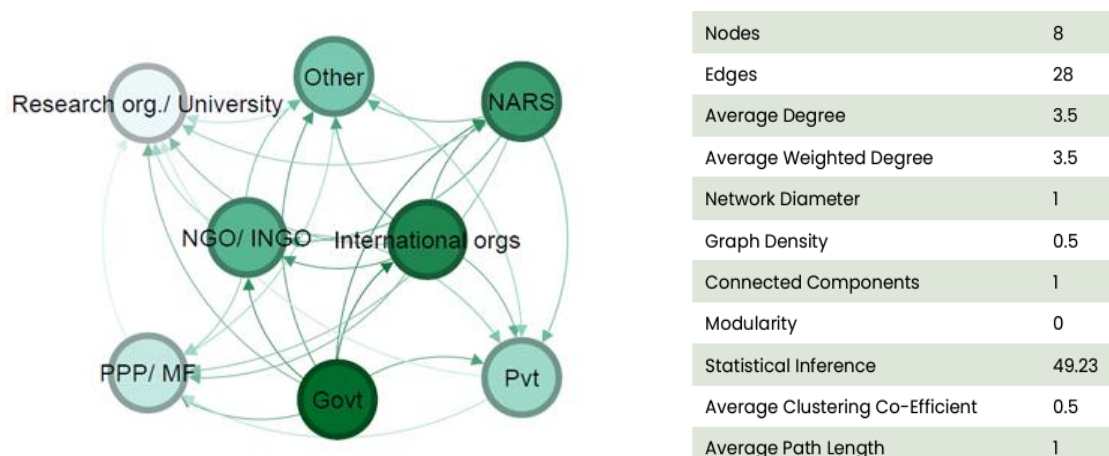 Other
Research org./ University
NARS
NGO/ INGO
International orgs
PPP/ MF
Govt
Pvt
Nodes 8
Edges 28
Average Degree 3.5
Average Weighted Degree 3.5
Network Diameter 1
Graph Density 0.5
Connected Components 1
Modularity 0
Statistical Inference 49.23
Average Clustering Co-Efficient 0.5
Average Path Length 1